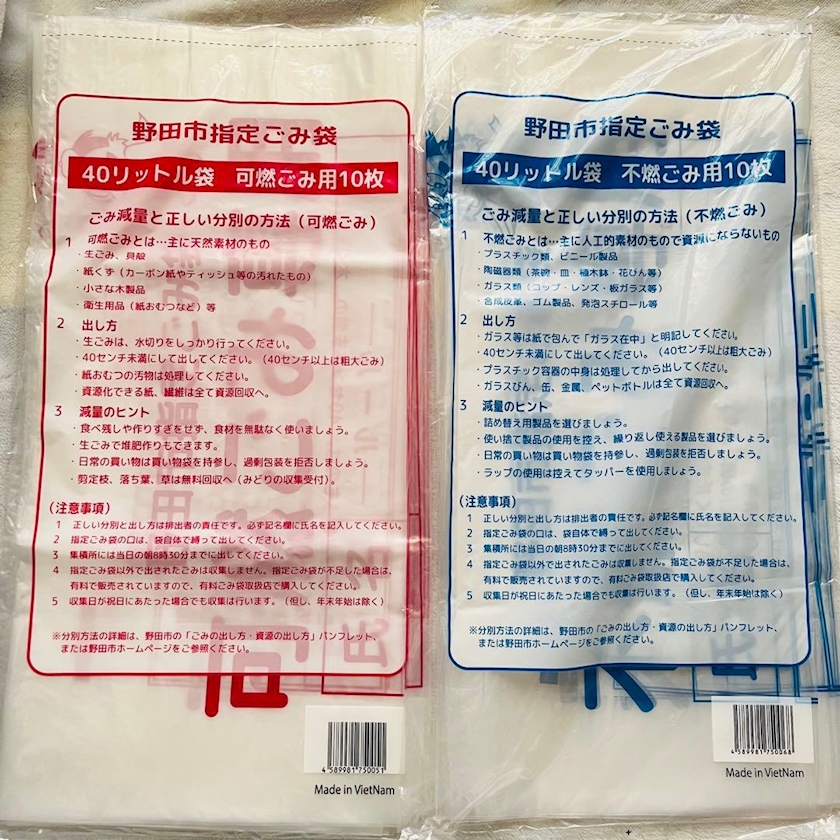 野田市指定ごみ袋
40リットル袋 可燃ごみ用10枚
ごみ減量と正しい分別の方法（可燃ごみ）
1 可燃ごみとは…主に天然素材のもの
・生ごみ、貝殻
・紙くず（カーボン紙やティッシュ等の汚れたもの）
・小さな木製品
・衛生用品（紙おむつなど）等
2 出し方
・生ごみは、水切りをしっかり行ってください。
・40センチ未満にして出してください。（40センチ以上は粗大ごみ）
・紙おむつの汚物は処理してください。
・資源化できる紙、繊維は全て資源回収へ。
3 減量のヒント
・食べ残しや作りすぎをせず、食材を無駄なく使いましょう。
・生ごみで堆肥作りもできます。
・日常の買い物は買い物袋を持参し、過剰包装を拒否しましょう。
・剪定枝、落ち葉、草は無料回収へ（みどりの収集受付）。
（注意事項）
1 正しい分別と出し方は排出者の責任です。必ず記名欄に氏名を記入してください。
2 指定ごみ袋の口は、袋自体で縛って出してください。
3 集積所には当日の朝8時30分までに出してください。
4 指定ごみ袋以外で出されたごみは収集しません。指定ごみ袋が不足した場合は、
有料で販売されていますので、有料ごみ袋取扱店で購入してください。
5 収集日が祝日にあたった場合でも収集は行います。（但し、年末年始は除く）
※分別方法の詳細は、野田市の「ごみの出し方・資源の出し方」パンフレット、
または野田市ホームページをご参照ください。
4 589981 750051
Made in VietNam
野田市指定ごみ袋
40リットル袋 不燃ごみ用10枚
ごみ減量と正しい分別の方法（不燃ごみ）
1 不燃ごみとは…主に人工的素材のもので資源にならないもの
・プラスチック類、ビニール製品
・陶磁器類（茶碗・皿・植木鉢・花びん等）
・ガラス類（コップ・レンズ・板ガラス等）
・合成皮革、ゴム製品、発泡スチロール等
2 出し方
・ガラス等は紙で包んで「ガラス在中」と明記してください。
・40センチ未満にして出してください。（40センチ以上は粗大ごみ）
・プラスチック容器の中身は処理してから出してください。
・ガラスびん、缶、金属、ペットボトルは全て資源回収へ。
3 減量のヒント
・詰め替え用製品を選びましょう。
・使い捨て製品の使用を控え、繰り返し使える製品を選びましょう。
・日常の買い物は買い物袋を持参し、過剰包装を拒否しましょう。
・ラップの使用は控えてタッパーを使用しましょう。
（注意事項）
1 正しい分別と出し方は排出者の責任です。必ず記名欄に氏名を記入してください。
2 指定ごみ袋の口は、袋自体で縛って出してください。
3 集積所には当日の朝8時30分までに出してください。
4 指定ごみ袋以外で出されたごみは収集しません。指定ごみ袋が不足した場合は、
有料で販売されていますので、有料ごみ袋取扱店で購入してください。
5 収集日が祝日にあたった場合でも収集は行います。（但し、年末年始は除く）
※分別方法の詳細は、野田市の「ごみの出し方・資源の出し方」パンフレット、
または野田市ホームページをご参照ください。
4 589981 750068
Made in VietNam